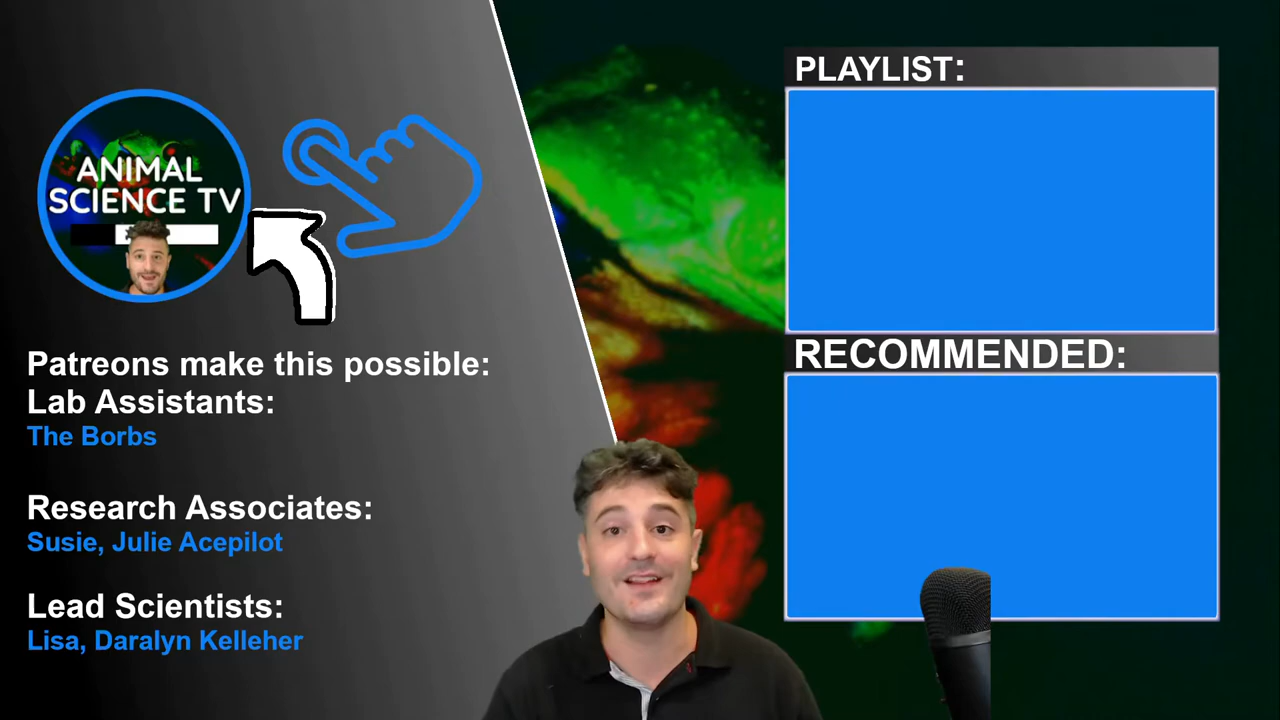 ANIMAL
SCIENCE TV
Patreons make this possible:
Lab Assistants:
The Borbs
Research Associates:
Susie, Julie Acepilot
Lead Scientists:
Lisa, Daralyn Kelleher
PLAYLIST:
RECOMMENDED: